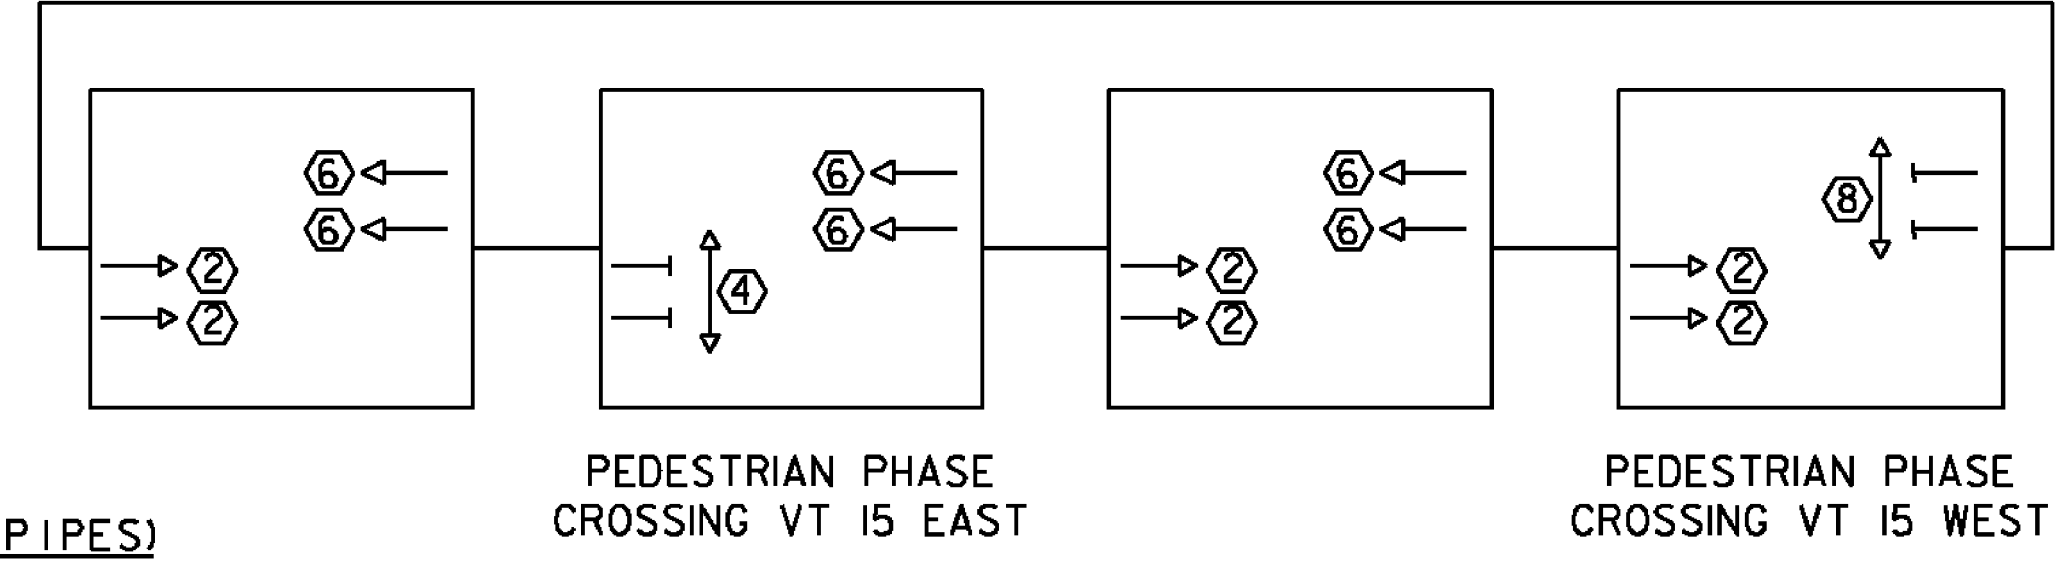 6 6 6 8
6 6 6
2 4 2 2
2 2 2
PEDESTRIAN PHASE
CROSSING VT 15 EAST
PEDESTRIAN PHASE
CROSSING VT 15 WEST
PIPES)